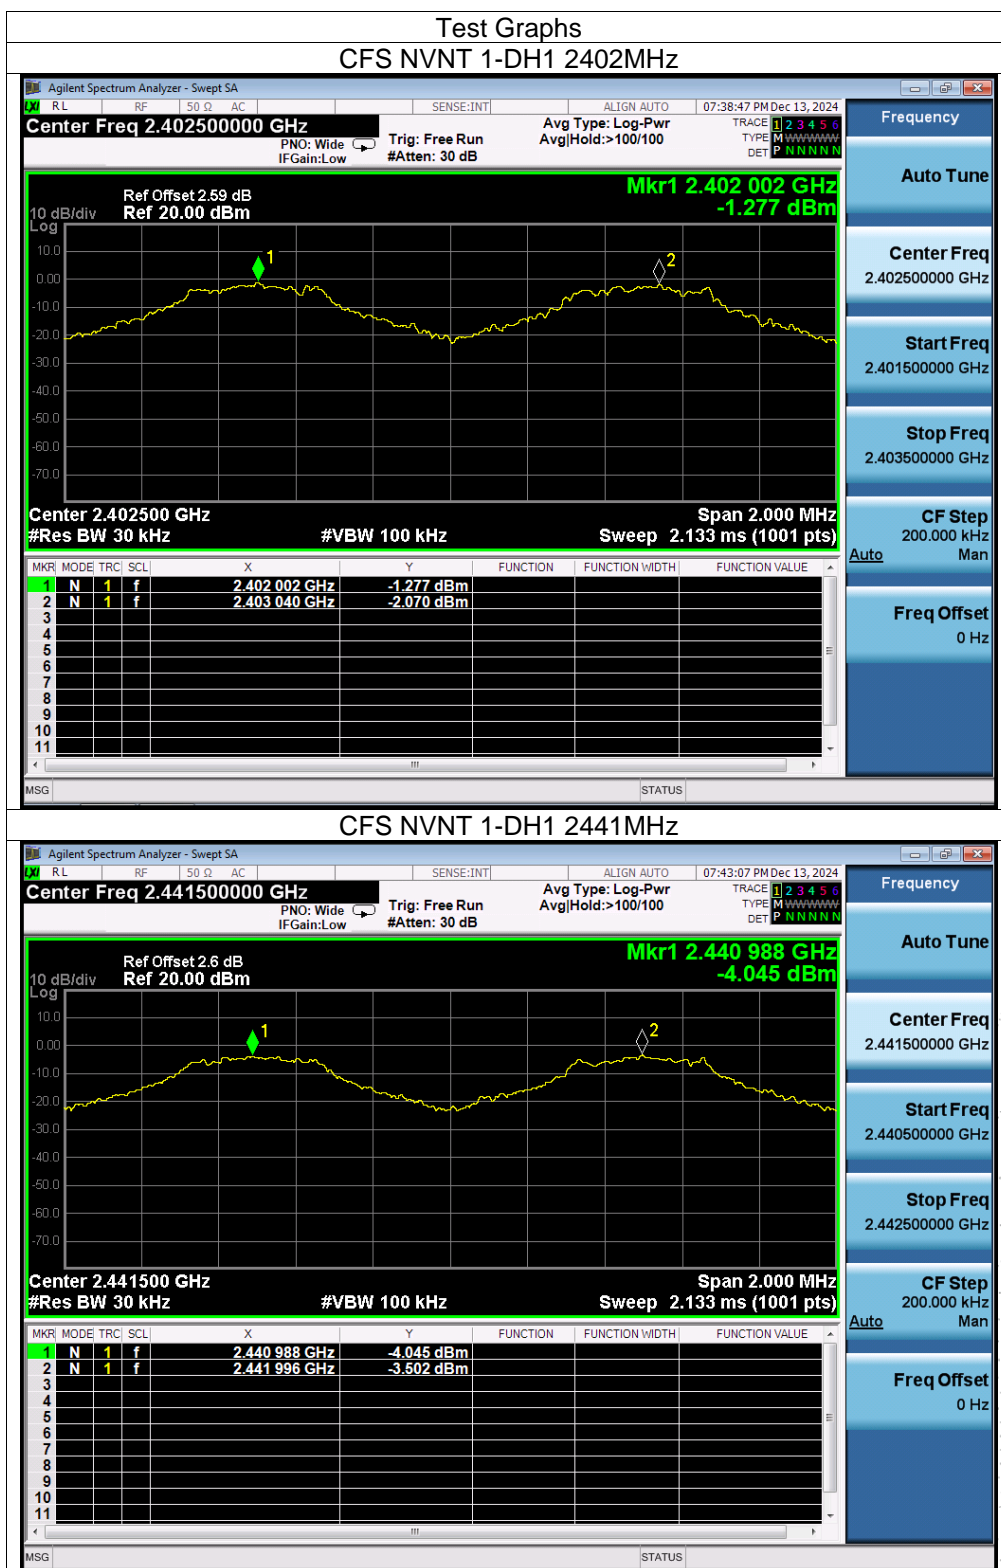 Test Graphs
CFS NVNT 1-DH1 2402MHz
Agilent Spectrum Analyzer - Swept SA
LXI RL RF 50 Ω AC SENSE:INT ALIGN AUTO 07:38:47 PM Dec 13, 2024
Center Freq 2.402500000 GHz
PNO: Wide
IFGain:Low
Trig: Free Run
#Atten: 30 dB
Avg Type: Log-Pwr
Avg|Hold:>100/100
TRACE 1 2 3 4 5 6
TYPE M WWWWW
DET P N N N N N
Mkr1 2.402 002 GHz
-1.277 dBm
Ref Offset 2.59 dB
10 dB/div Ref 20.00 dBm
Log
10.0
0.00
-10.0
-20.0
-30.0
-40.0
-50.0
-60.0
-70.0
1
2
Center 2.402500 GHz Span 2.000 MHz
#Res BW 30 kHz #VBW 100 kHz Sweep 2.133 ms (1001 pts)
MKR MODE TRC SCL X Y FUNCTION FUNCTION WIDTH FUNCTION VALUE
1 N 1 f 2.402 002 GHz -1.277 dBm
2 N 1 f 2.403 040 GHz -2.070 dBm
3
4
5
6
7
8
9
10
11
MSG STATUS
Frequency
Auto Tune
Center Freq
2.402500000 GHz
Start Freq
2.401500000 GHz
Stop Freq
2.403500000 GHz
CF Step
200.000 kHz
Auto Man
Freq Offset
0 Hz
CFS NVNT 1-DH1 2441MHz
Agilent Spectrum Analyzer - Swept SA
LXI RL RF 50 Ω AC SENSE:INT ALIGN AUTO 07:43:07 PM Dec 13, 2024
Center Freq 2.441500000 GHz
PNO: Wide
IFGain:Low
Trig: Free Run
#Atten: 30 dB
Avg Type: Log-Pwr
Avg|Hold:>100/100
TRACE 1 2 3 4 5 6
TYPE M WWWWW
DET P N N N N N
Mkr1 2.440 988 GHz
-4.045 dBm
Ref Offset 2.6 dB
10 dB/div Ref 20.00 dBm
Log
10.0
0.00
-10.0
-20.0
-30.0
-40.0
-50.0
-60.0
-70.0
1
2
Center 2.441500 GHz Span 2.000 MHz
#Res BW 30 kHz #VBW 100 kHz Sweep 2.133 ms (1001 pts)
MKR MODE TRC SCL X Y FUNCTION FUNCTION WIDTH FUNCTION VALUE
1 N 1 f 2.440 988 GHz -4.045 dBm
2 N 1 f 2.441 996 GHz -3.502 dBm
3
4
5
6
7
8
9
10
11
MSG STATUS
Frequency
Auto Tune
Center Freq
2.441500000 GHz
Start Freq
2.440500000 GHz
Stop Freq
2.442500000 GHz
CF Step
200.000 kHz
Auto Man
Freq Offset
0 Hz